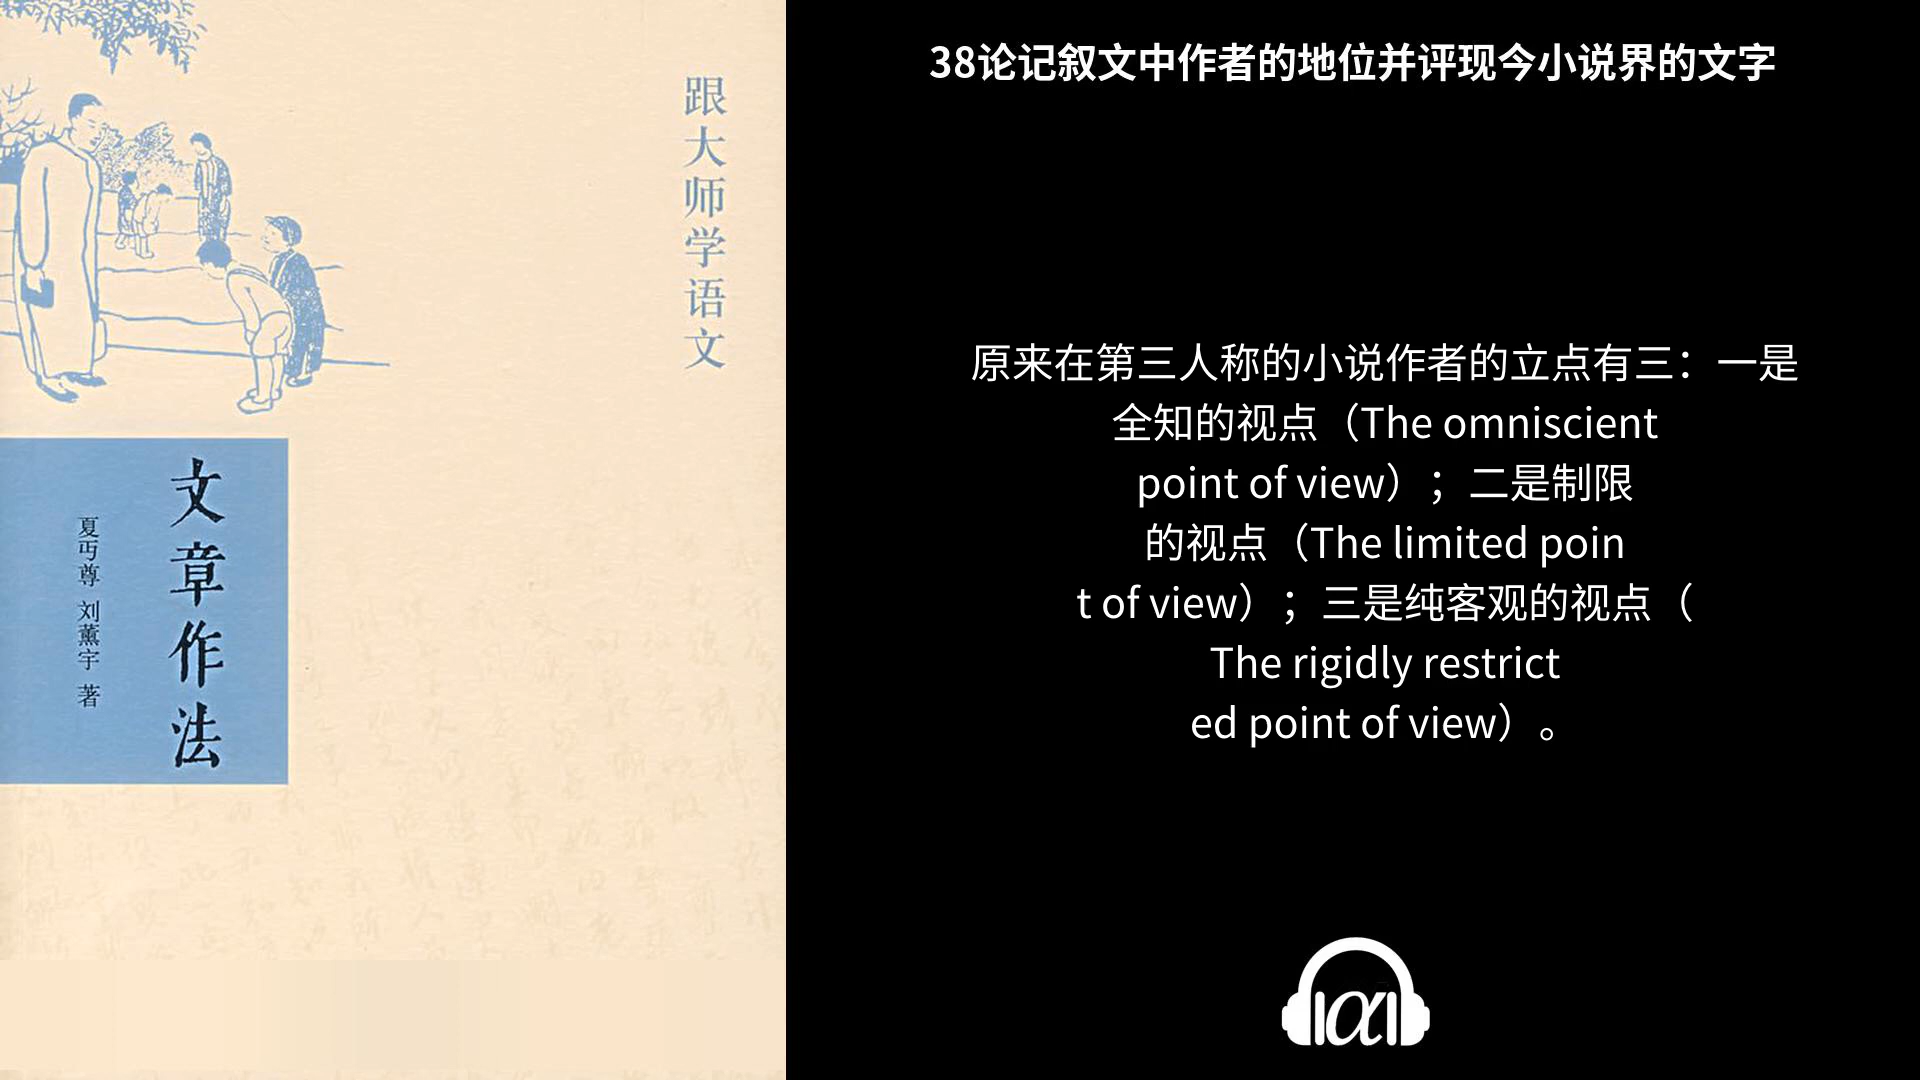 跟大师学语文
文章作法
夏丏尊 刘薰宇 著
38论记叙文中作者的地位并评现今小说界的文字
原来在第三人称的小说作者的立点有三：一是
全知的视点（The omniscient
point of view）；二是制限
的视点（The limited poin
t of view）；三是纯客观的视点（
The rigidly restrict
ed point of view）。